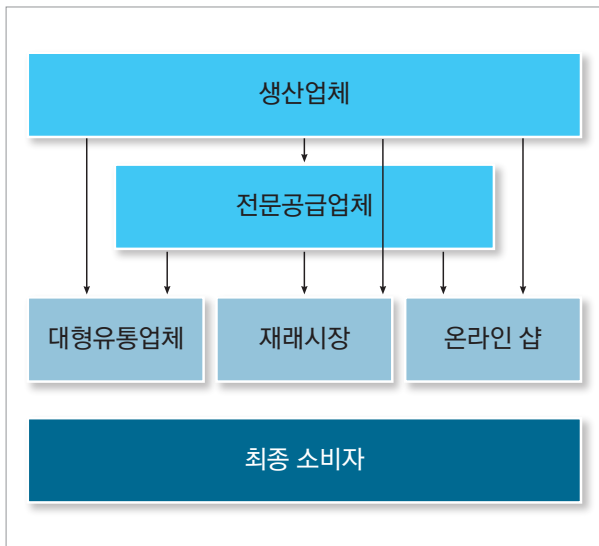 생산업체
전문공급업체
대형유통업체
재래시장
온라인 샵
최종 소비자